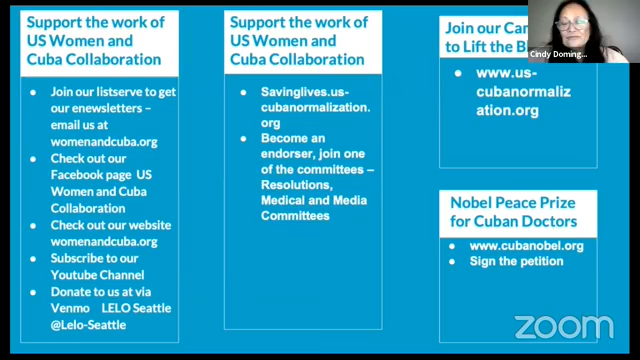 Support the work of
US Women and
Cuba Collaboration
● Join our listserve to get
our enewsletters –
email us at
womenandcuba.org
● Check out our
Facebook page US
Women and Cuba
Collaboration
● Check out our website
womenandcuba.org
● Subscribe to our
Youtube Channel
● Donate to us at via
Venmo LELO Seattle
@Lelo-Seattle
Support the work of
US Women and
Cuba Collaboration
● Savinglives.us-
cubanormalization.
org
● Become an
endorser, join one
of the committees –
Resolutions,
Medical and Media
Committees
Join our
to Lift the
● www.us-
cubanormaliz
ation.org
Nobel Peace Prize
for Cuban Doctors
● www.cubanobel.org
● Sign the petition
Cindy Doming...
zoom